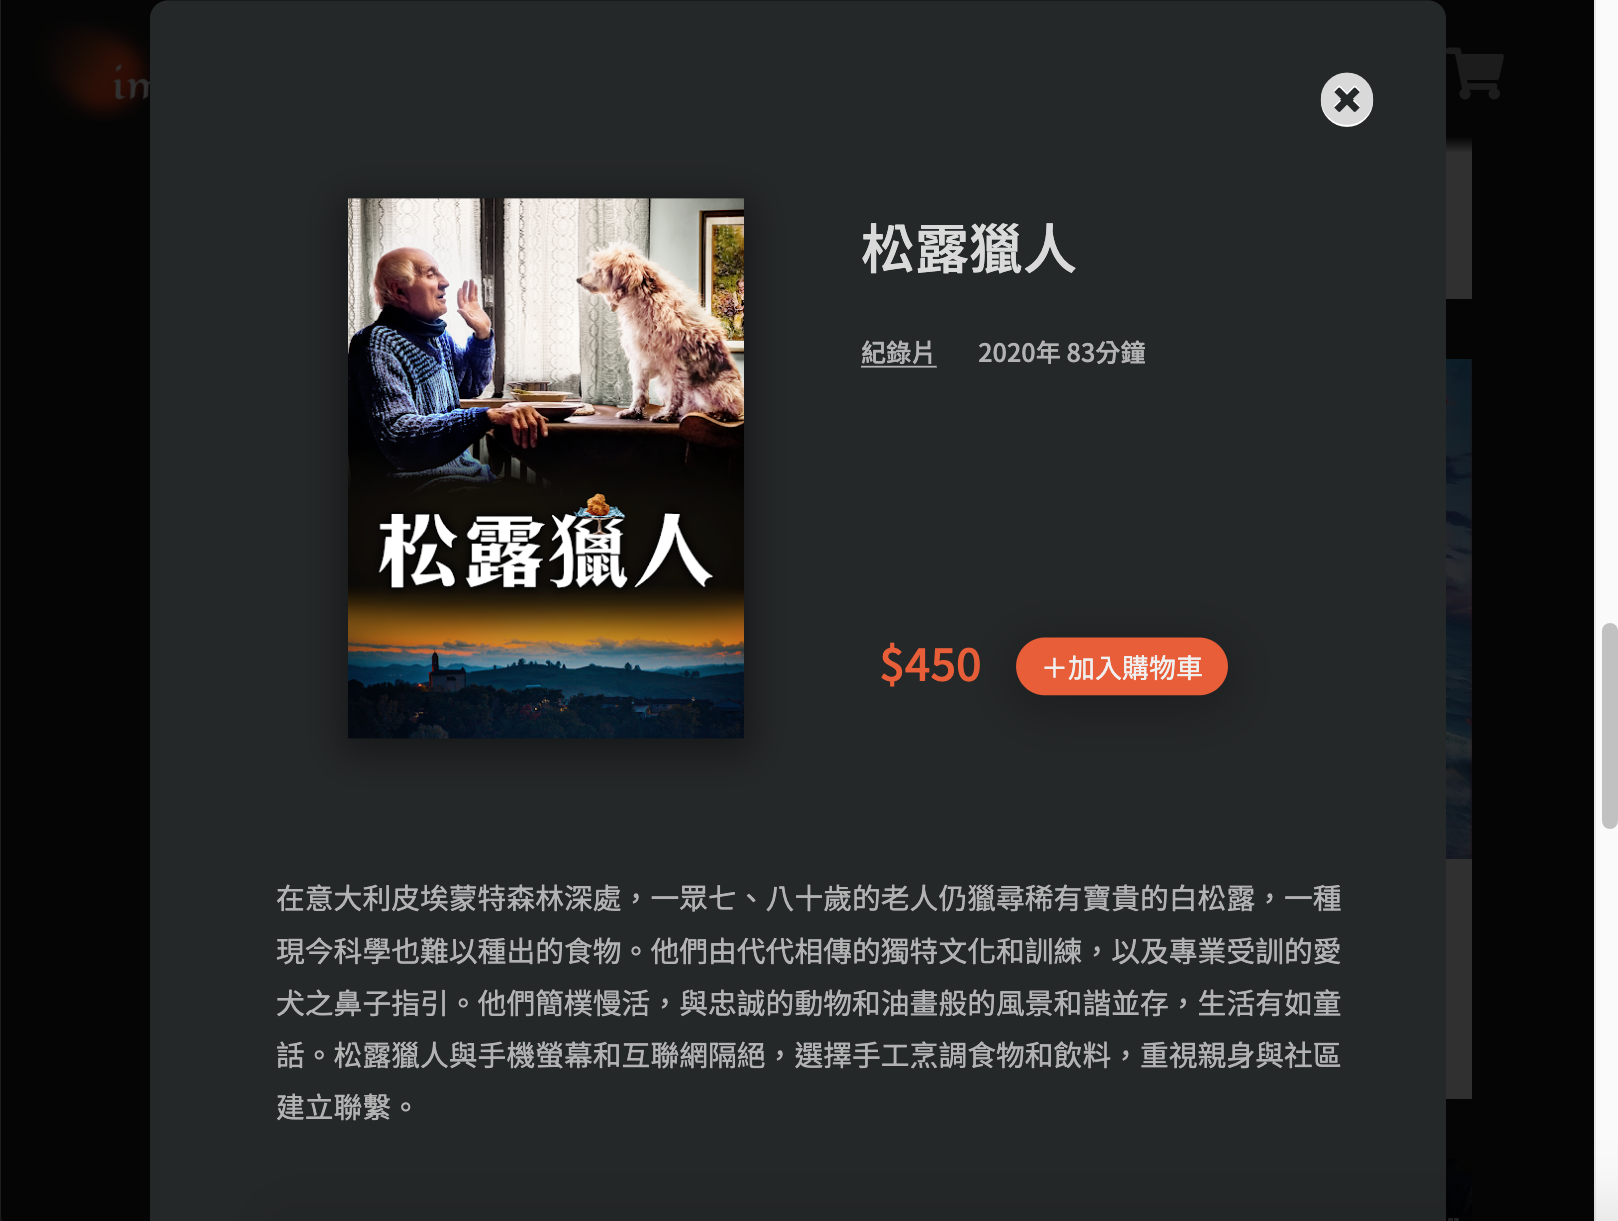 im
松露獵人
紀錄片 2020年 83分鐘
松露獵人
$450 ＋加入購物車
在意大利皮埃蒙特森林深處，一眾七、八十歲的老人仍獵尋稀有寶貴的白松露，一種
現今科學也難以種出的食物。他們由代代相傳的獨特文化和訓練，以及專業受訓的愛
犬之鼻子指引。他們簡樸慢活，與忠誠的動物和油畫般的風景和諧並存，生活有如童
話。松露獵人與手機螢幕和互聯網隔絕，選擇手工烹調食物和飲料，重視親身與社區
建立聯繫。